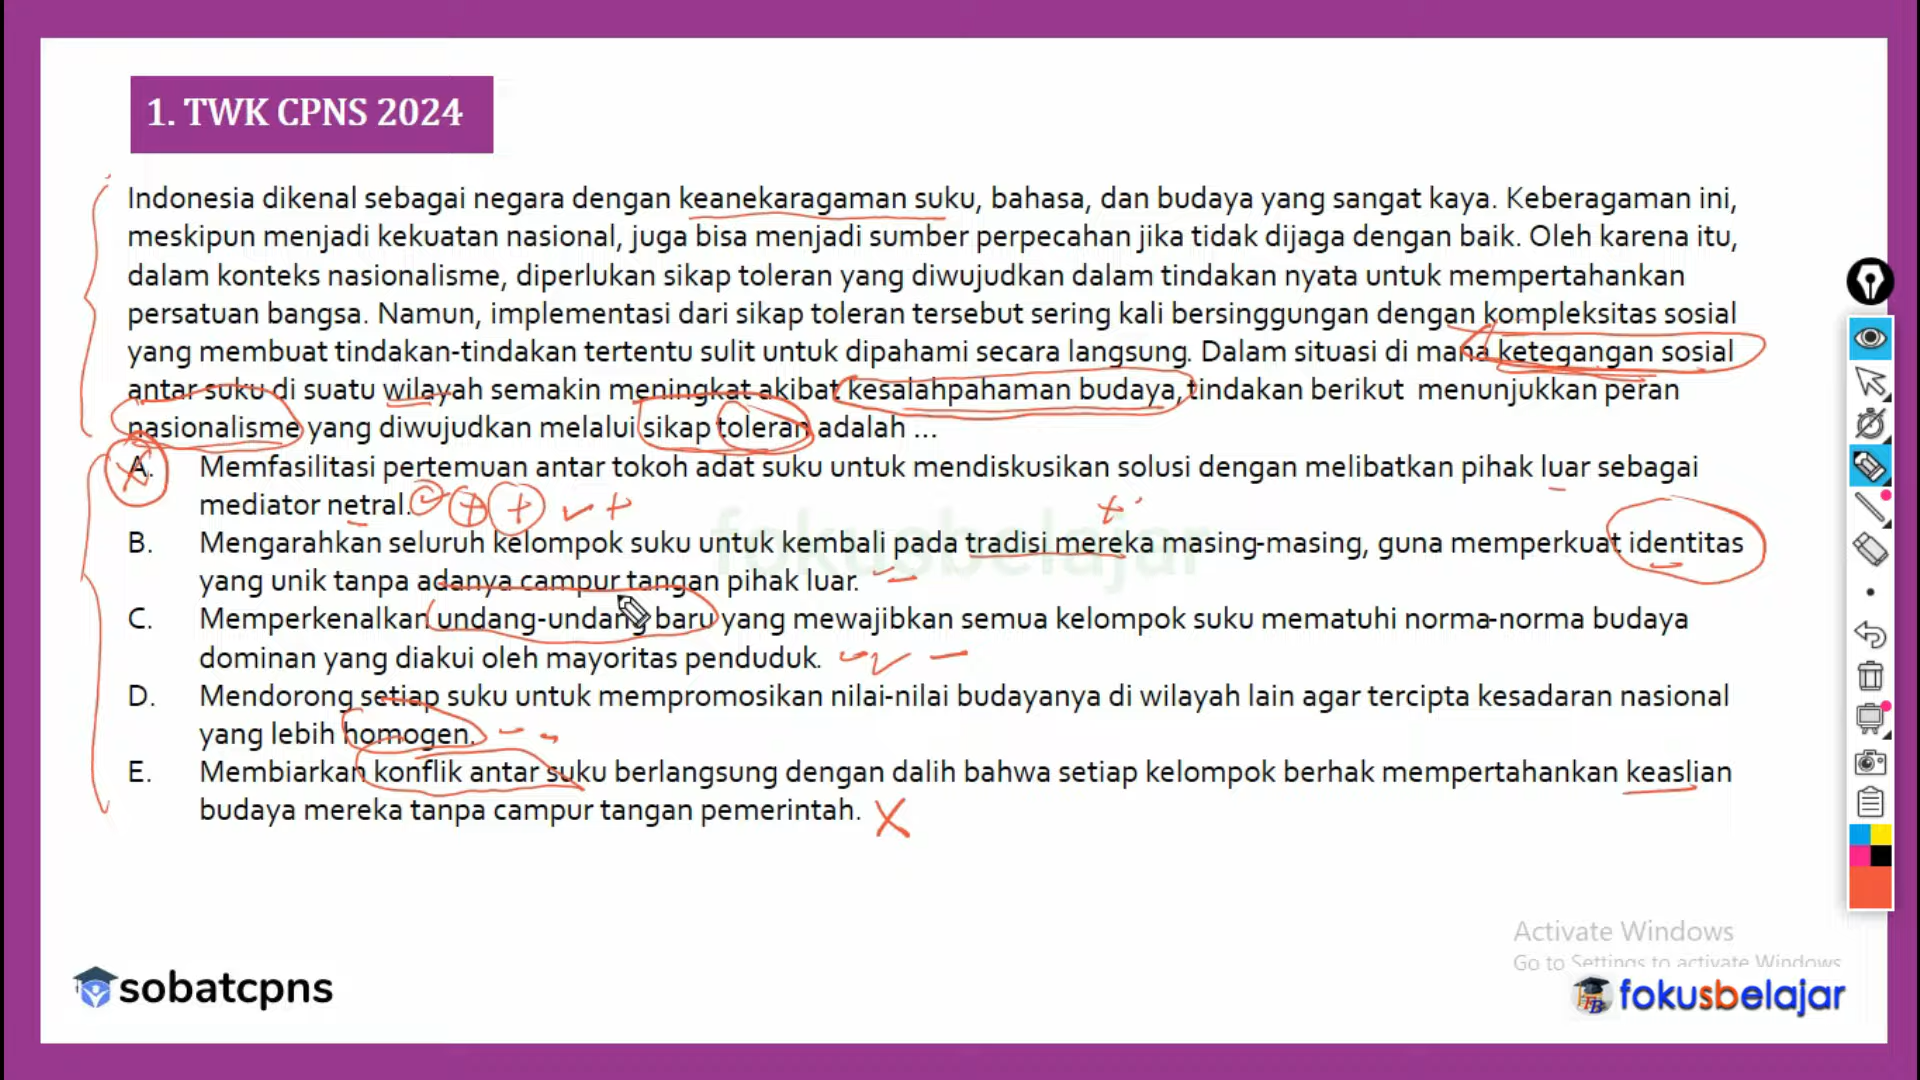 1. TWK CPNS 2024
Indonesia dikenal sebagai negara dengan keanekaragaman suku, bahasa, dan budaya yang sangat kaya. Keberagaman ini,
meskipun menjadi kekuatan nasional, juga bisa menjadi sumber perpecahan jika tidak dijaga dengan baik. Oleh karena itu,
dalam konteks nasionalisme, diperlukan sikap toleran yang diwujudkan dalam tindakan nyata untuk mempertahankan
persatuan bangsa. Namun, implementasi dari sikap toleran tersebut sering kali bersinggungan dengan kompleksitas sosial
yang membuat tindakan-tindakan tertentu sulit untuk dipahami secara langsung. Dalam situasi di mana ketegangan sosial
antar suku di suatu wilayah semakin meningkat akibat kesalahpahaman budaya, tindakan berikut menunjukkan peran
nasionalisme yang diwujudkan melalui sikap toleran adalah ...
A. Memfasilitasi pertemuan antar tokoh adat suku untuk mendiskusikan solusi dengan melibatkan pihak luar sebagai
mediator netral.
B. Mengarahkan seluruh kelompok suku untuk kembali pada tradisi mereka masing-masing, guna memperkuat identitas
yang unik tanpa adanya campur tangan pihak luar.
C. Memperkenalkan undang-undang baru yang mewajibkan semua kelompok suku mematuhi norma-norma budaya
dominan yang diakui oleh mayoritas penduduk.
D. Mendorong setiap suku untuk mempromosikan nilai-nilai budayanya di wilayah lain agar tercipta kesadaran nasional
yang lebih homogen.
E. Membiarkan konflik antar suku berlangsung dengan dalih bahwa setiap kelompok berhak mempertahankan keaslian
budaya mereka tanpa campur tangan pemerintah.
fokusbelajar
Activate Windows
Go to Settings to activate Windows.
sobatcpns
fokusbelajar